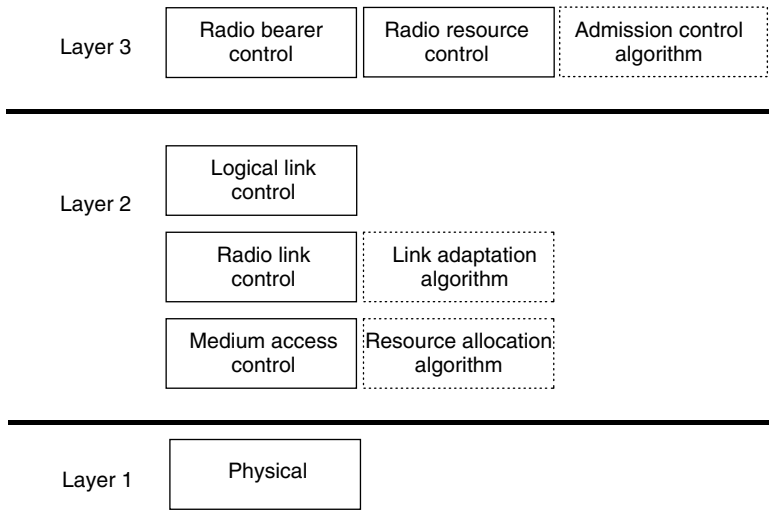 Layer 3
Radio bearer
control
Radio resource
control
Admission control
algorithm
Layer 2
Logical link
control
Radio link
control
Link adaptation
algorithm
Medium access
control
Resource allocation
algorithm
Layer 1
Physical